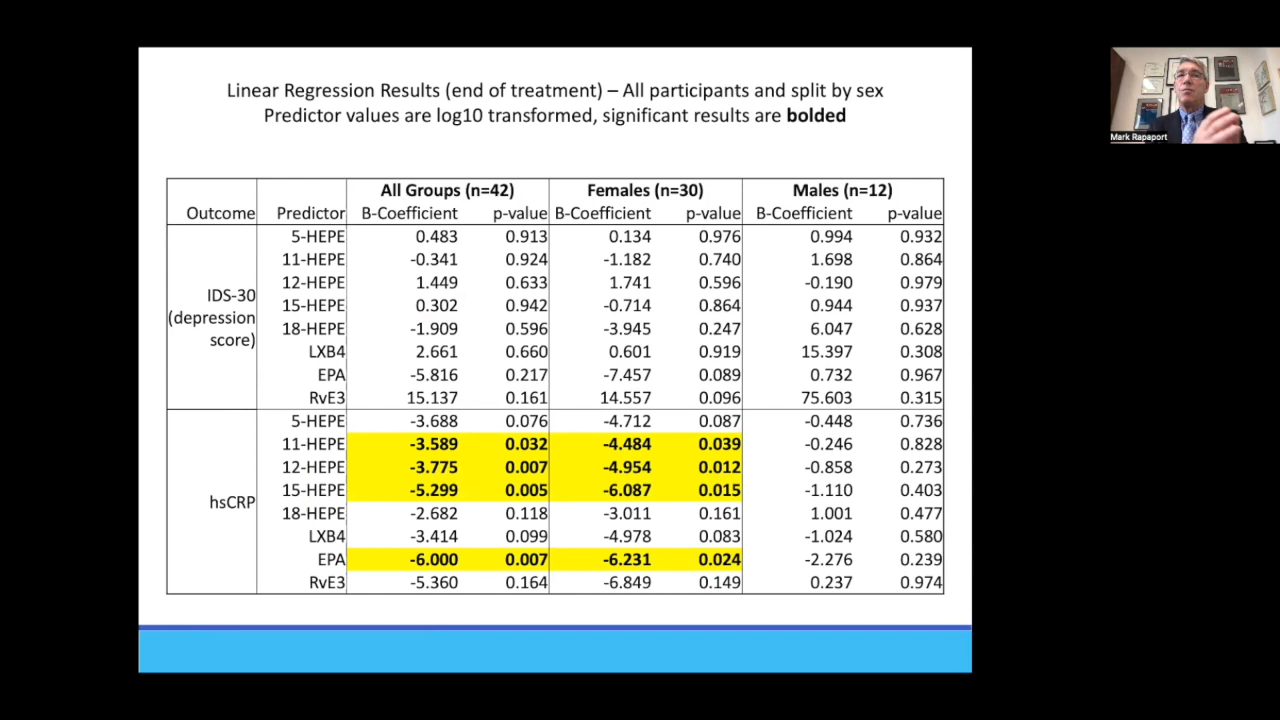 Linear Regression Results (end of treatment) – All participants and split by sex
Predictor values are log10 transformed, significant results are bolded
Mark Rapaport
All Groups (n=42) Females (n=30) Males (n=12)
Outcome Predictor B-Coefficient p-value B-Coefficient p-value B-Coefficient p-value
IDS-30
(depression
score)
5-HEPE 0.483 0.913 0.134 0.976 0.994 0.932
11-HEPE -0.341 0.924 -1.182 0.740 1.698 0.864
12-HEPE 1.449 0.633 1.741 0.596 -0.190 0.979
15-HEPE 0.302 0.942 -0.714 0.864 0.944 0.937
18-HEPE -1.909 0.596 -3.945 0.247 6.047 0.628
LXB4 2.661 0.660 0.601 0.919 15.397 0.308
EPA -5.816 0.217 -7.457 0.089 0.732 0.967
RvE3 15.137 0.161 14.557 0.096 75.603 0.315
hsCRP
5-HEPE -3.688 0.076 -4.712 0.087 -0.448 0.736
11-HEPE -3.589 0.032 -4.484 0.039 -0.246 0.828
12-HEPE -3.775 0.007 -4.954 0.012 -0.858 0.273
15-HEPE -5.299 0.005 -6.087 0.015 -1.110 0.403
18-HEPE -2.682 0.118 -3.011 0.161 1.001 0.477
LXB4 -3.414 0.099 -4.978 0.083 -1.024 0.580
EPA -6.000 0.007 -6.231 0.024 -2.276 0.239
RvE3 -5.360 0.164 -6.849 0.149 0.237 0.974